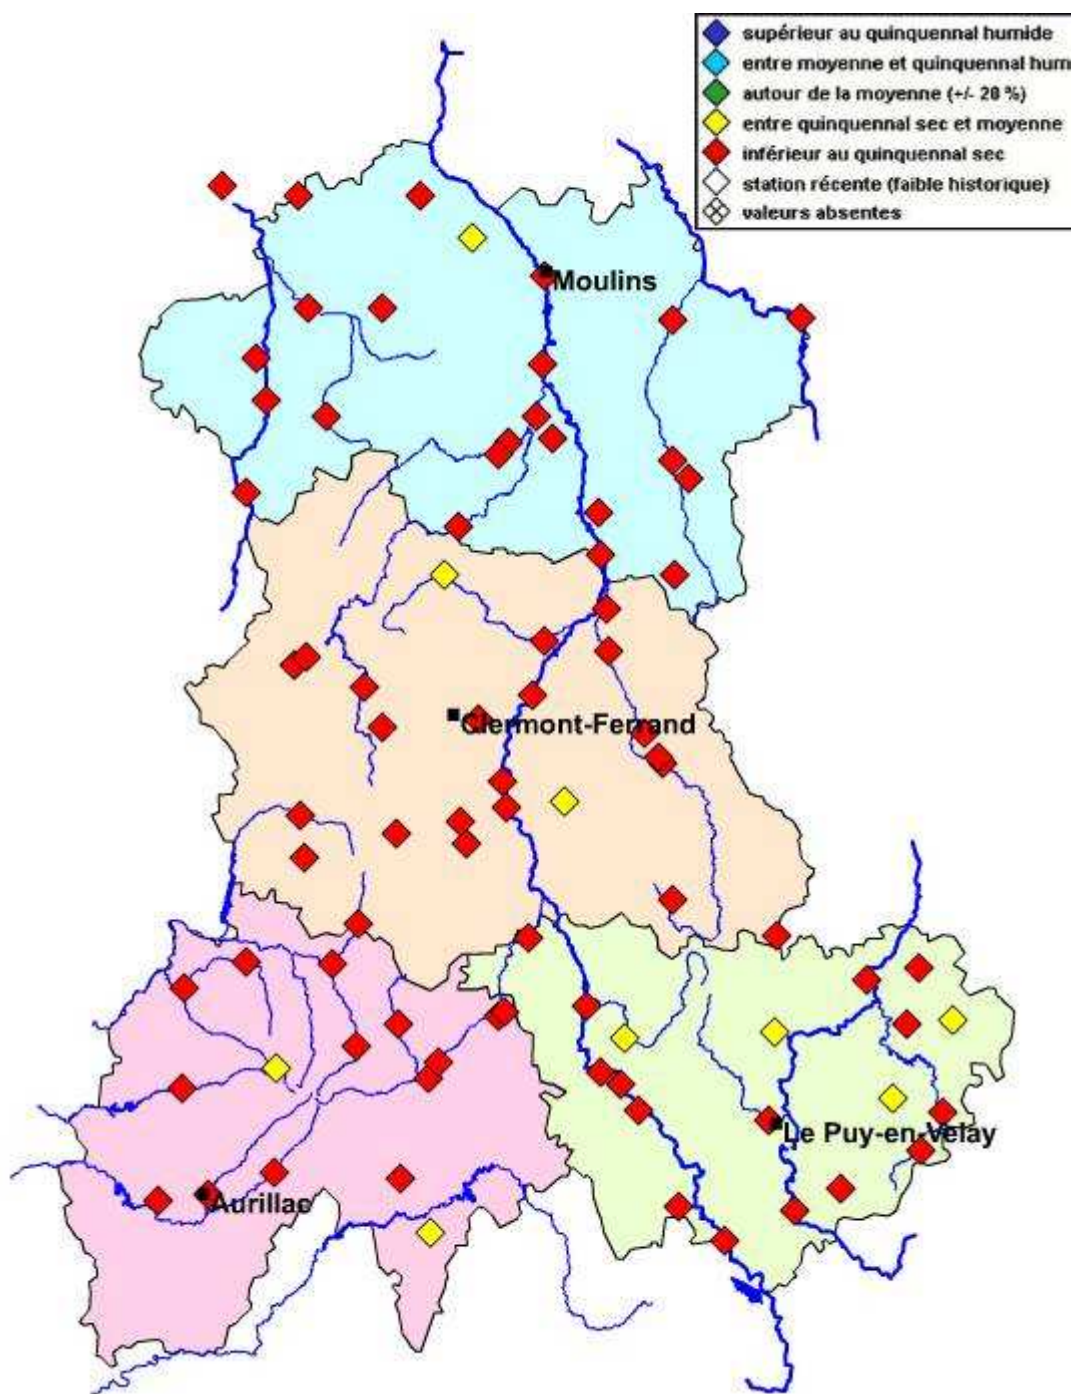 supérieur au quinquennal humide
entre moyenne et quinquennal hum
autour de la moyenne (+/- 20 %)
entre quinquennal sec et moyenne
inférieur au quinquennal sec
station récente (faible historique)
valeurs absentes
Moulins
Clermont-Ferrand
Le Puy-en-Velay
Aurillac